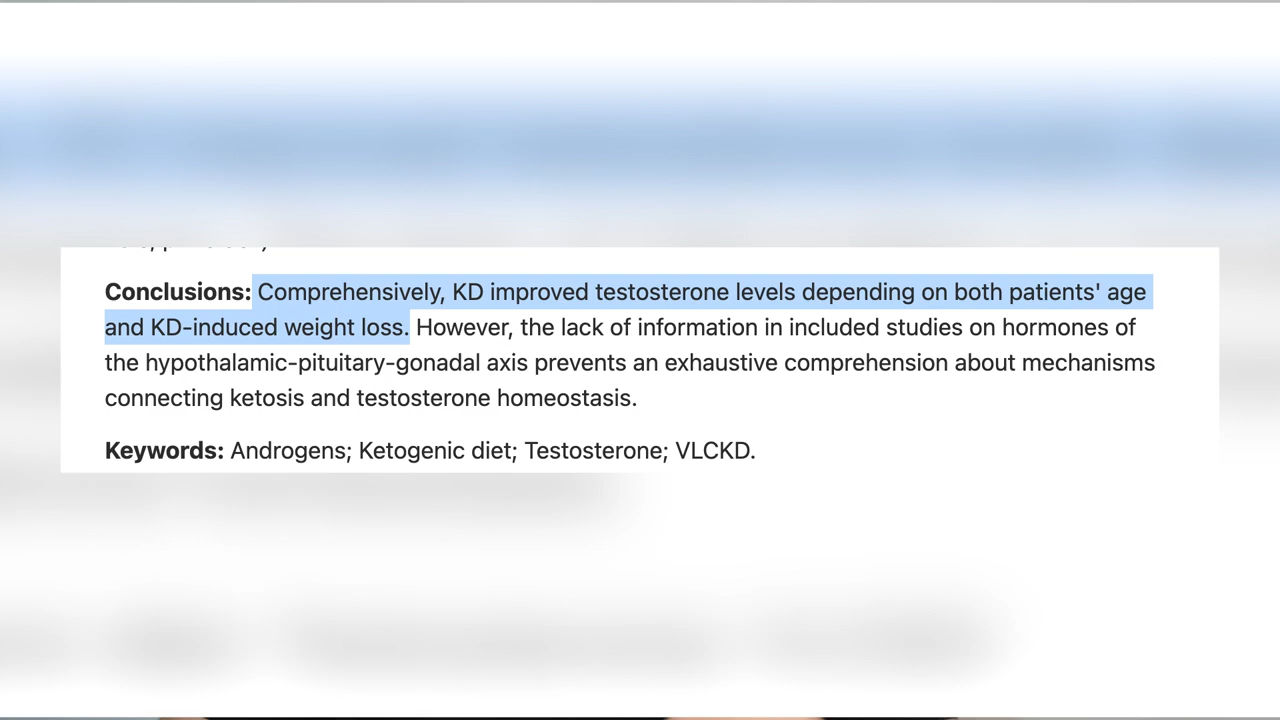 Conclusions: Comprehensively, KD improved testosterone levels depending on both patients' age
and KD-induced weight loss. However, the lack of information in included studies on hormones of
the hypothalamic-pituitary-gonadal axis prevents an exhaustive comprehension about mechanisms
connecting ketosis and testosterone homeostasis.
Keywords: Androgens; Ketogenic diet; Testosterone; VLCKD.